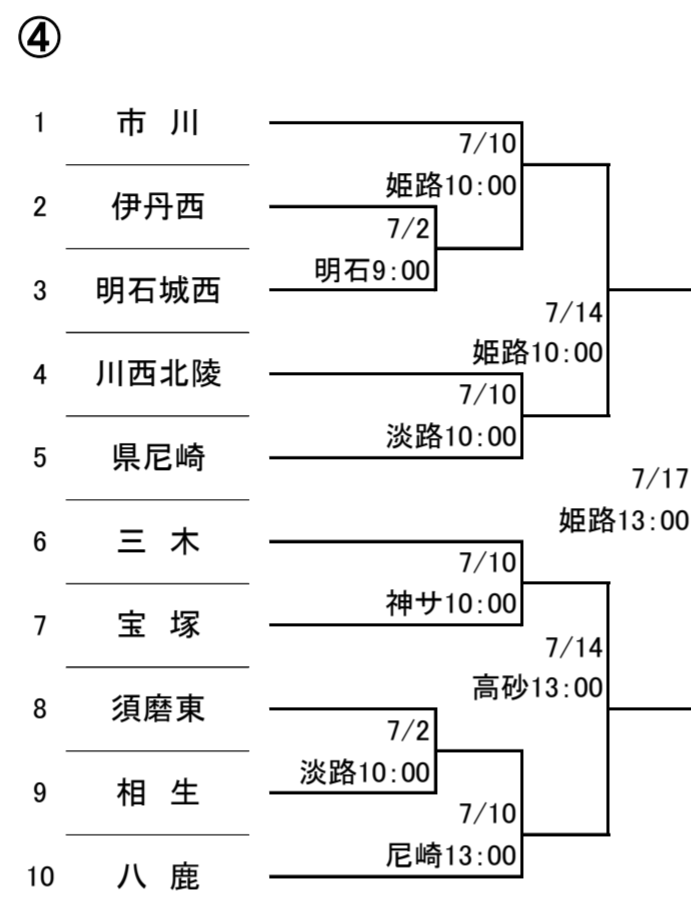 ④
1 市川
7/10
姫路10:00
2 伊丹西
7/2
明石9:00
3 明石城西
7/14
姫路10:00
4 川西北陵
7/10
淡路10:00
5 県尼崎
7/17
姫路13:00
6 三木
7/10
神サ10:00
7 宝塚
7/14
高砂13:00
8 須磨東
7/2
淡路10:00
9 相生
7/10
尼崎13:00
10 八鹿